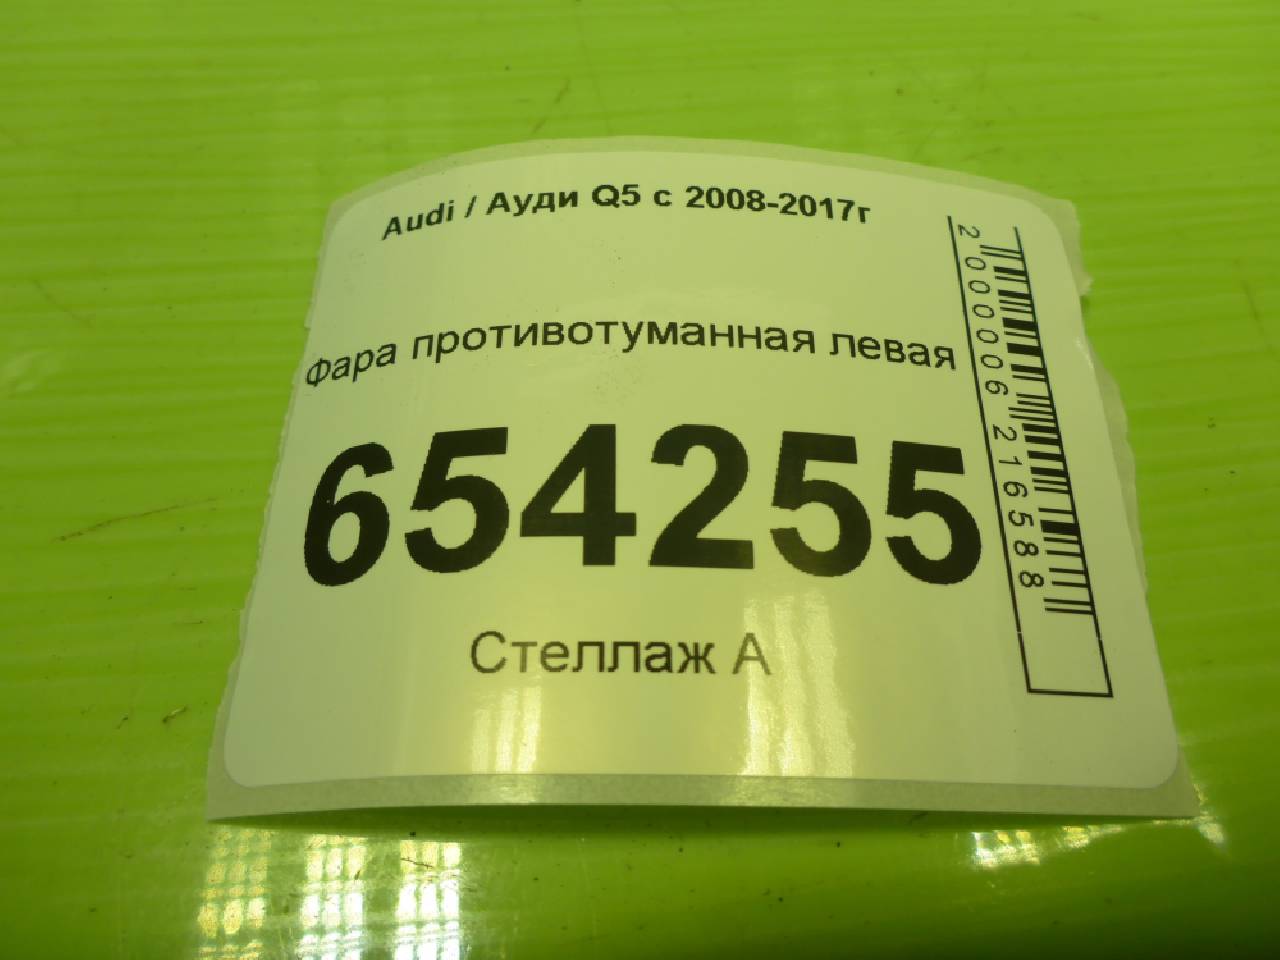 Audi / Ауди Q5 с 2008-2017г
Фара противотуманная левая
654255
Стеллаж А
2000006216588